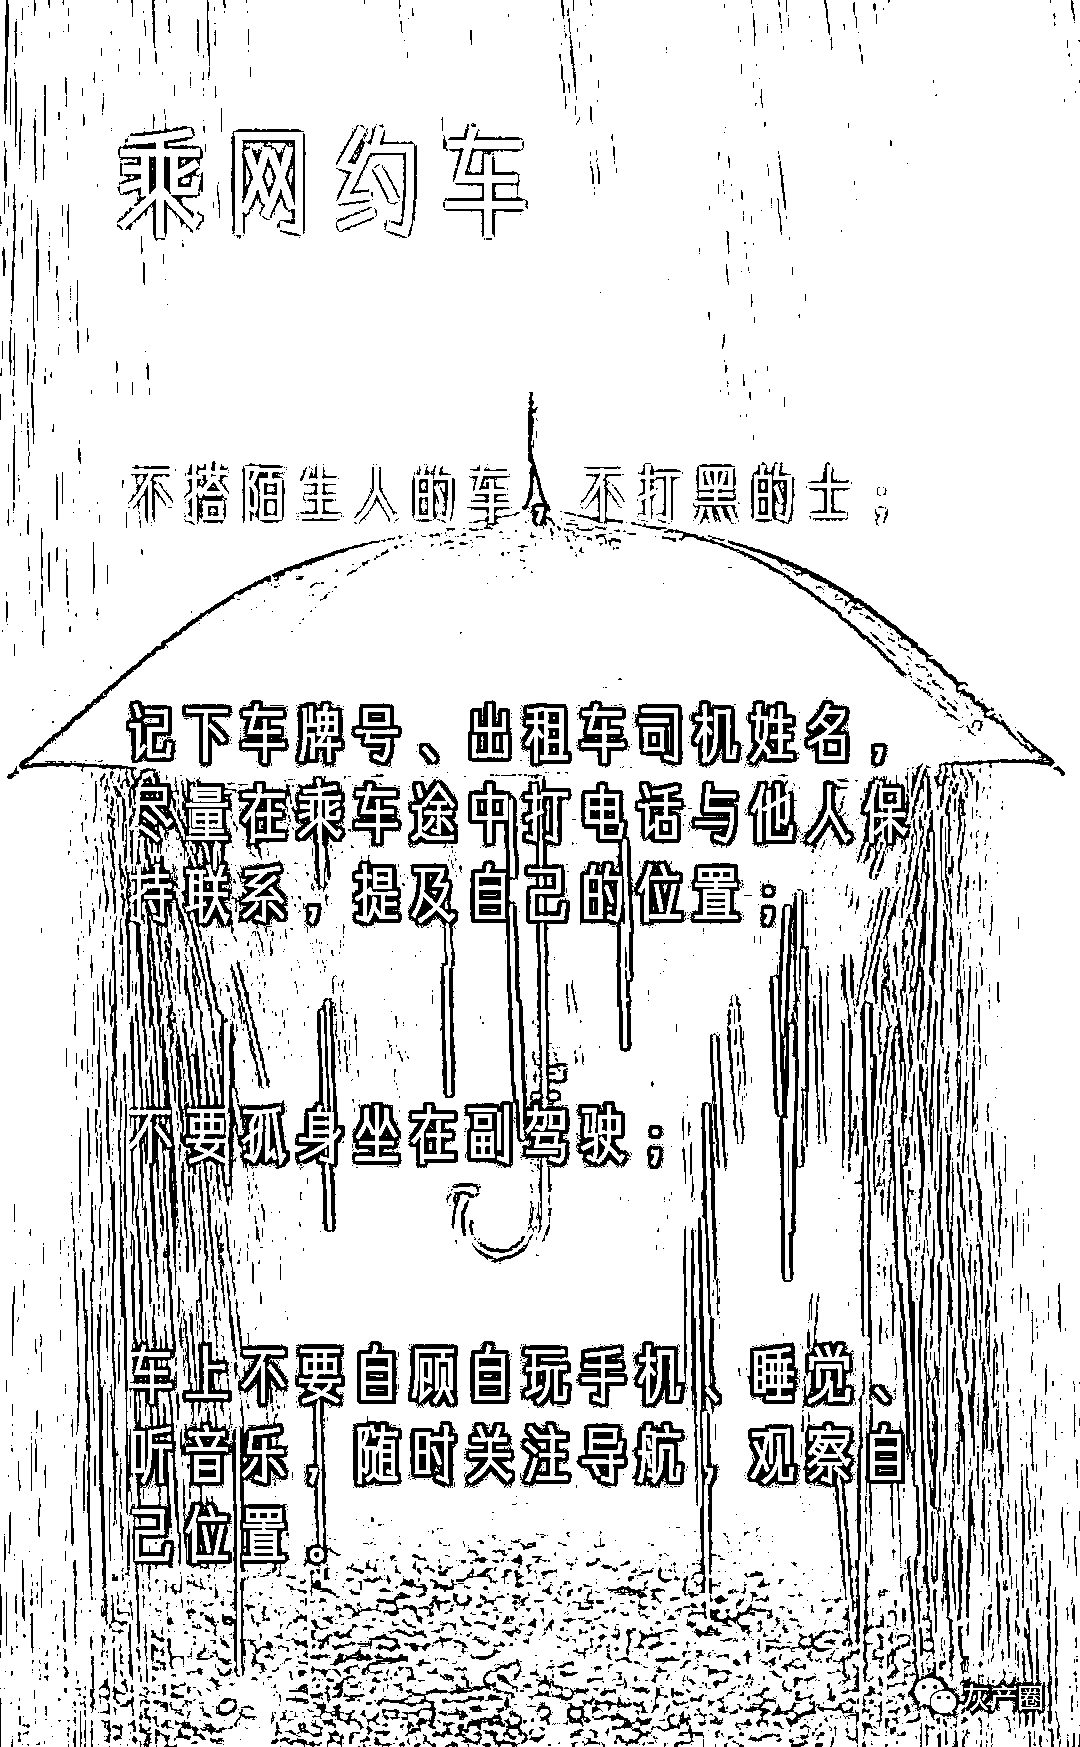 乘网约车
不搭陌生人的车，不打黑的士；
记下车牌号、出租车司机姓名，
尽量在乘车途中打电话与他人保
持联系，提及自己的位置；
不要孤身坐在副驾驶；
车上不要自顾自玩手机、睡觉、
听音乐，随时关注导航，观察自
己位置。
灰产圈